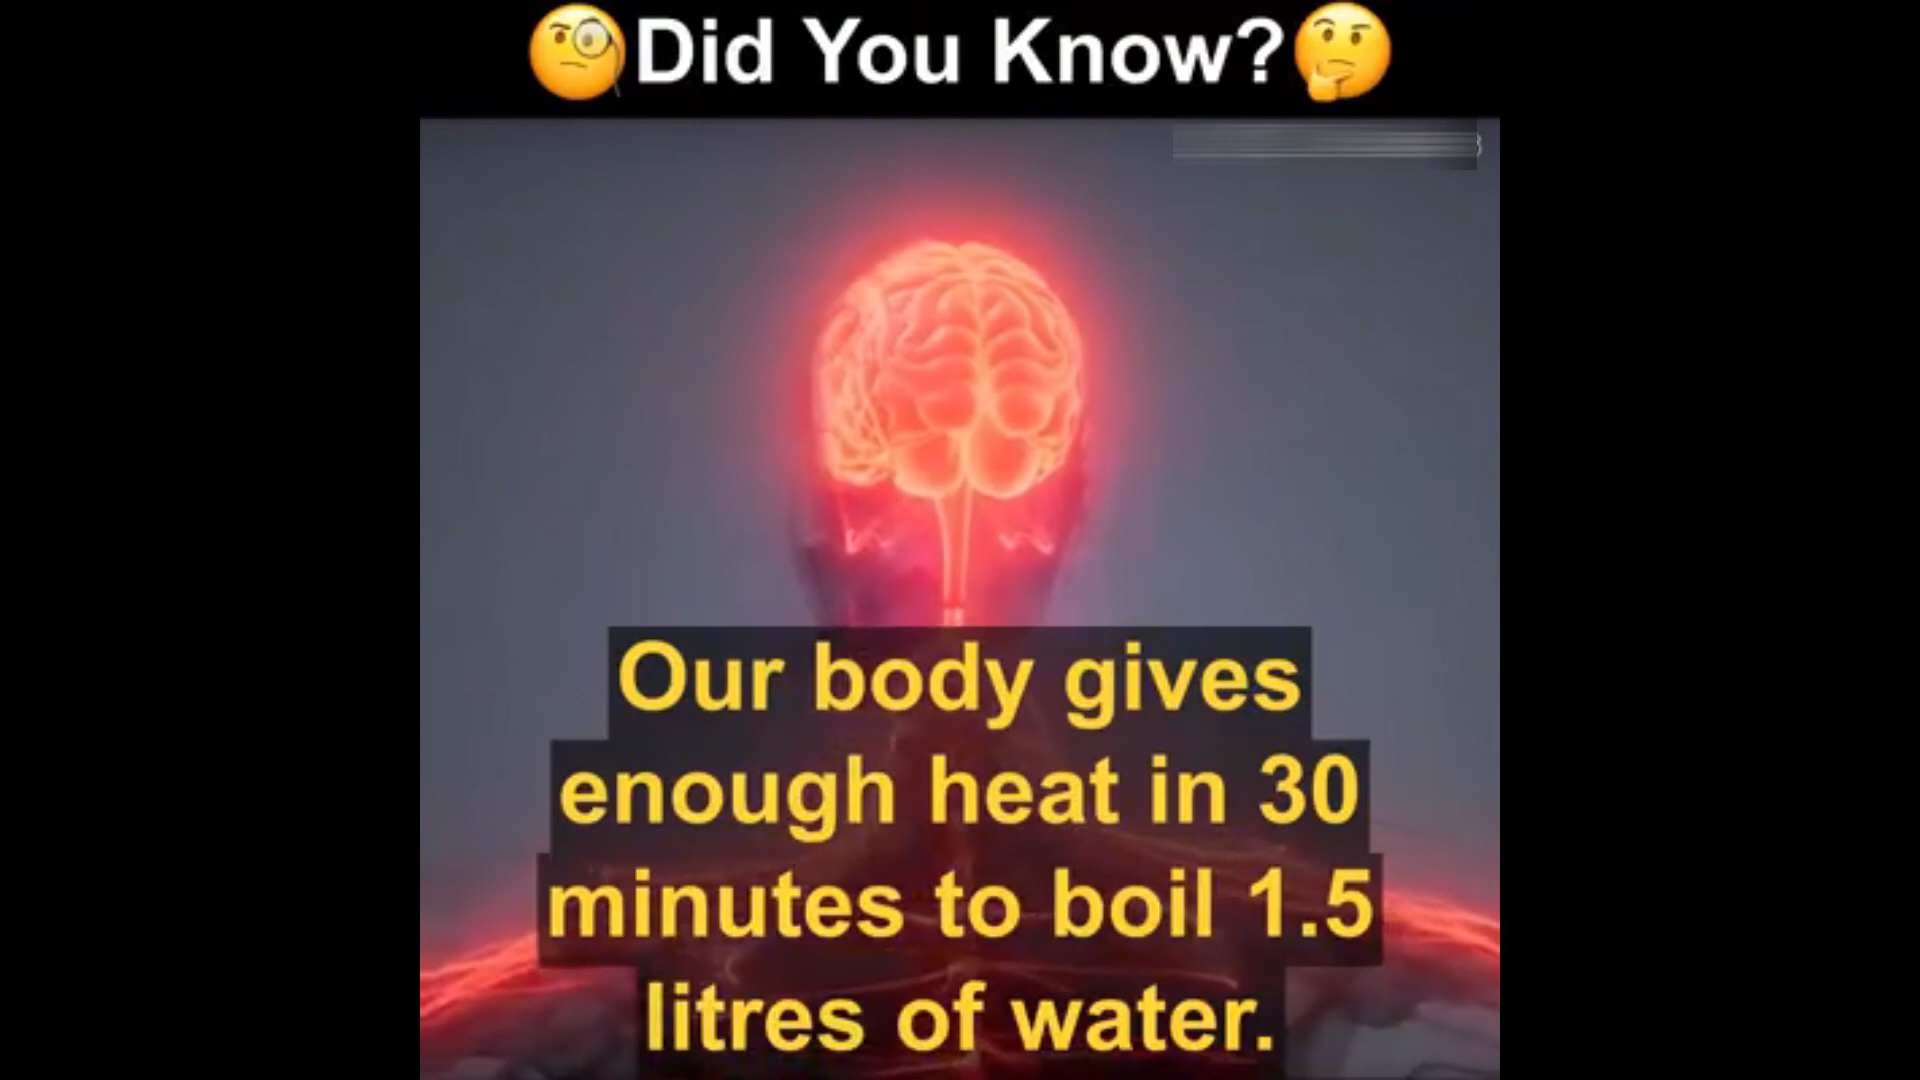 🧐Did You Know?🤔
Our body gives
enough heat in 30
minutes to boil 1.5
litres of water.